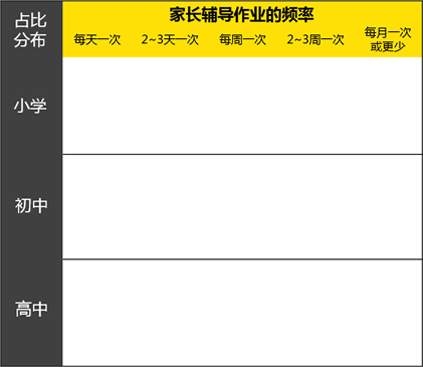 占比
分布
家长辅导作业的频率
每天一次
2~3天一次
每周一次
2~3周一次
每月一次
或更少
小学
初中
高中